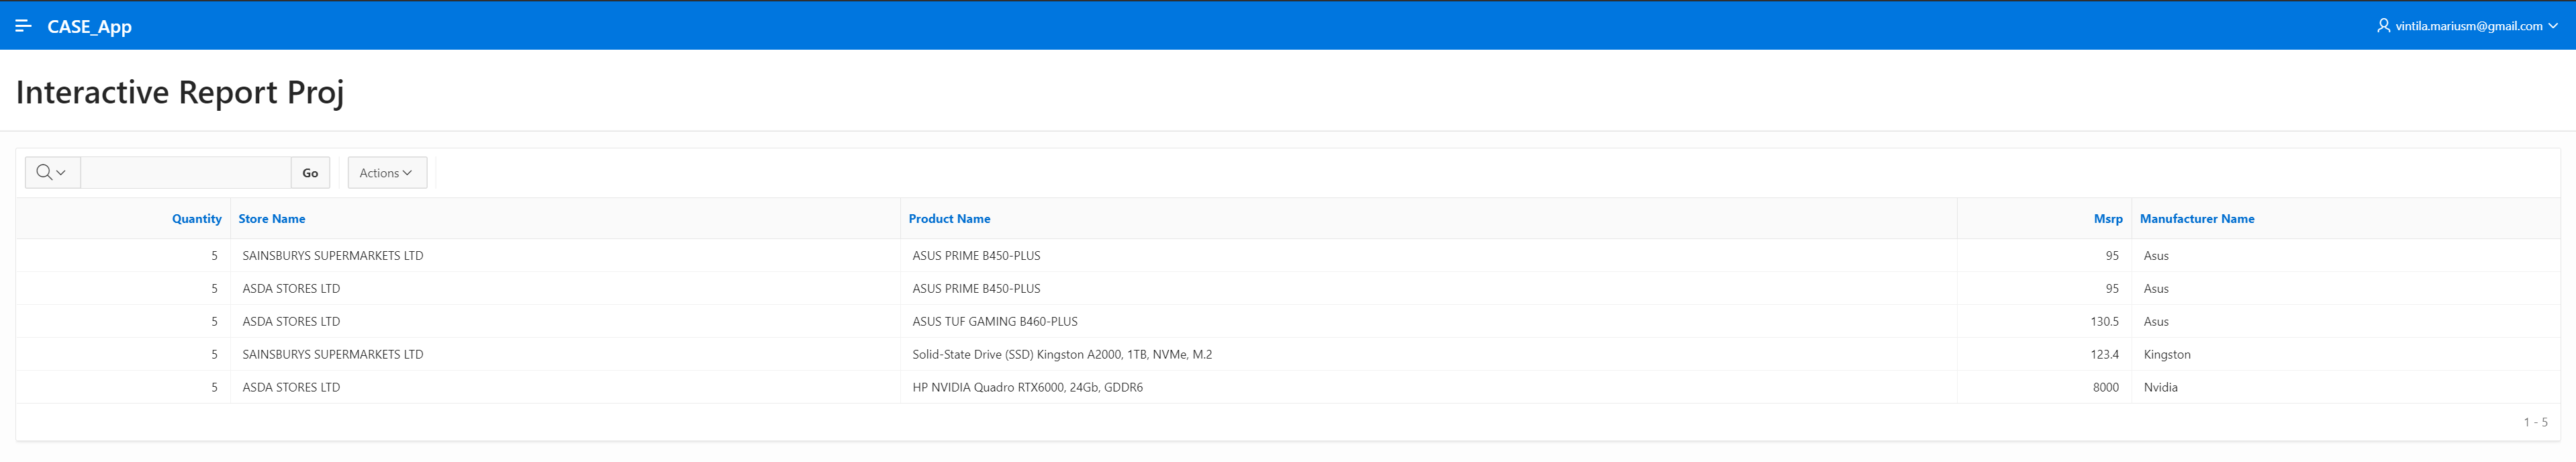 CASE_App vintila.mariusm@gmail.com
Interactive Report Proj
Go Actions
Quantity Store Name Product Name Msrp Manufacturer Name
5 SAINSBURYS SUPERMARKETS LTD ASUS PRIME B450-PLUS 95 Asus
5 ASDA STORES LTD ASUS PRIME B450-PLUS 95 Asus
5 ASDA STORES LTD ASUS TUF GAMING B460-PLUS 130.5 Asus
5 SAINSBURYS SUPERMARKETS LTD Solid-State Drive (SSD) Kingston A2000, 1TB, NVMe, M.2 123.4 Kingston
5 ASDA STORES LTD HP NVIDIA Quadro RTX6000, 24Gb, GDDR6 8000 Nvidia
1 - 5